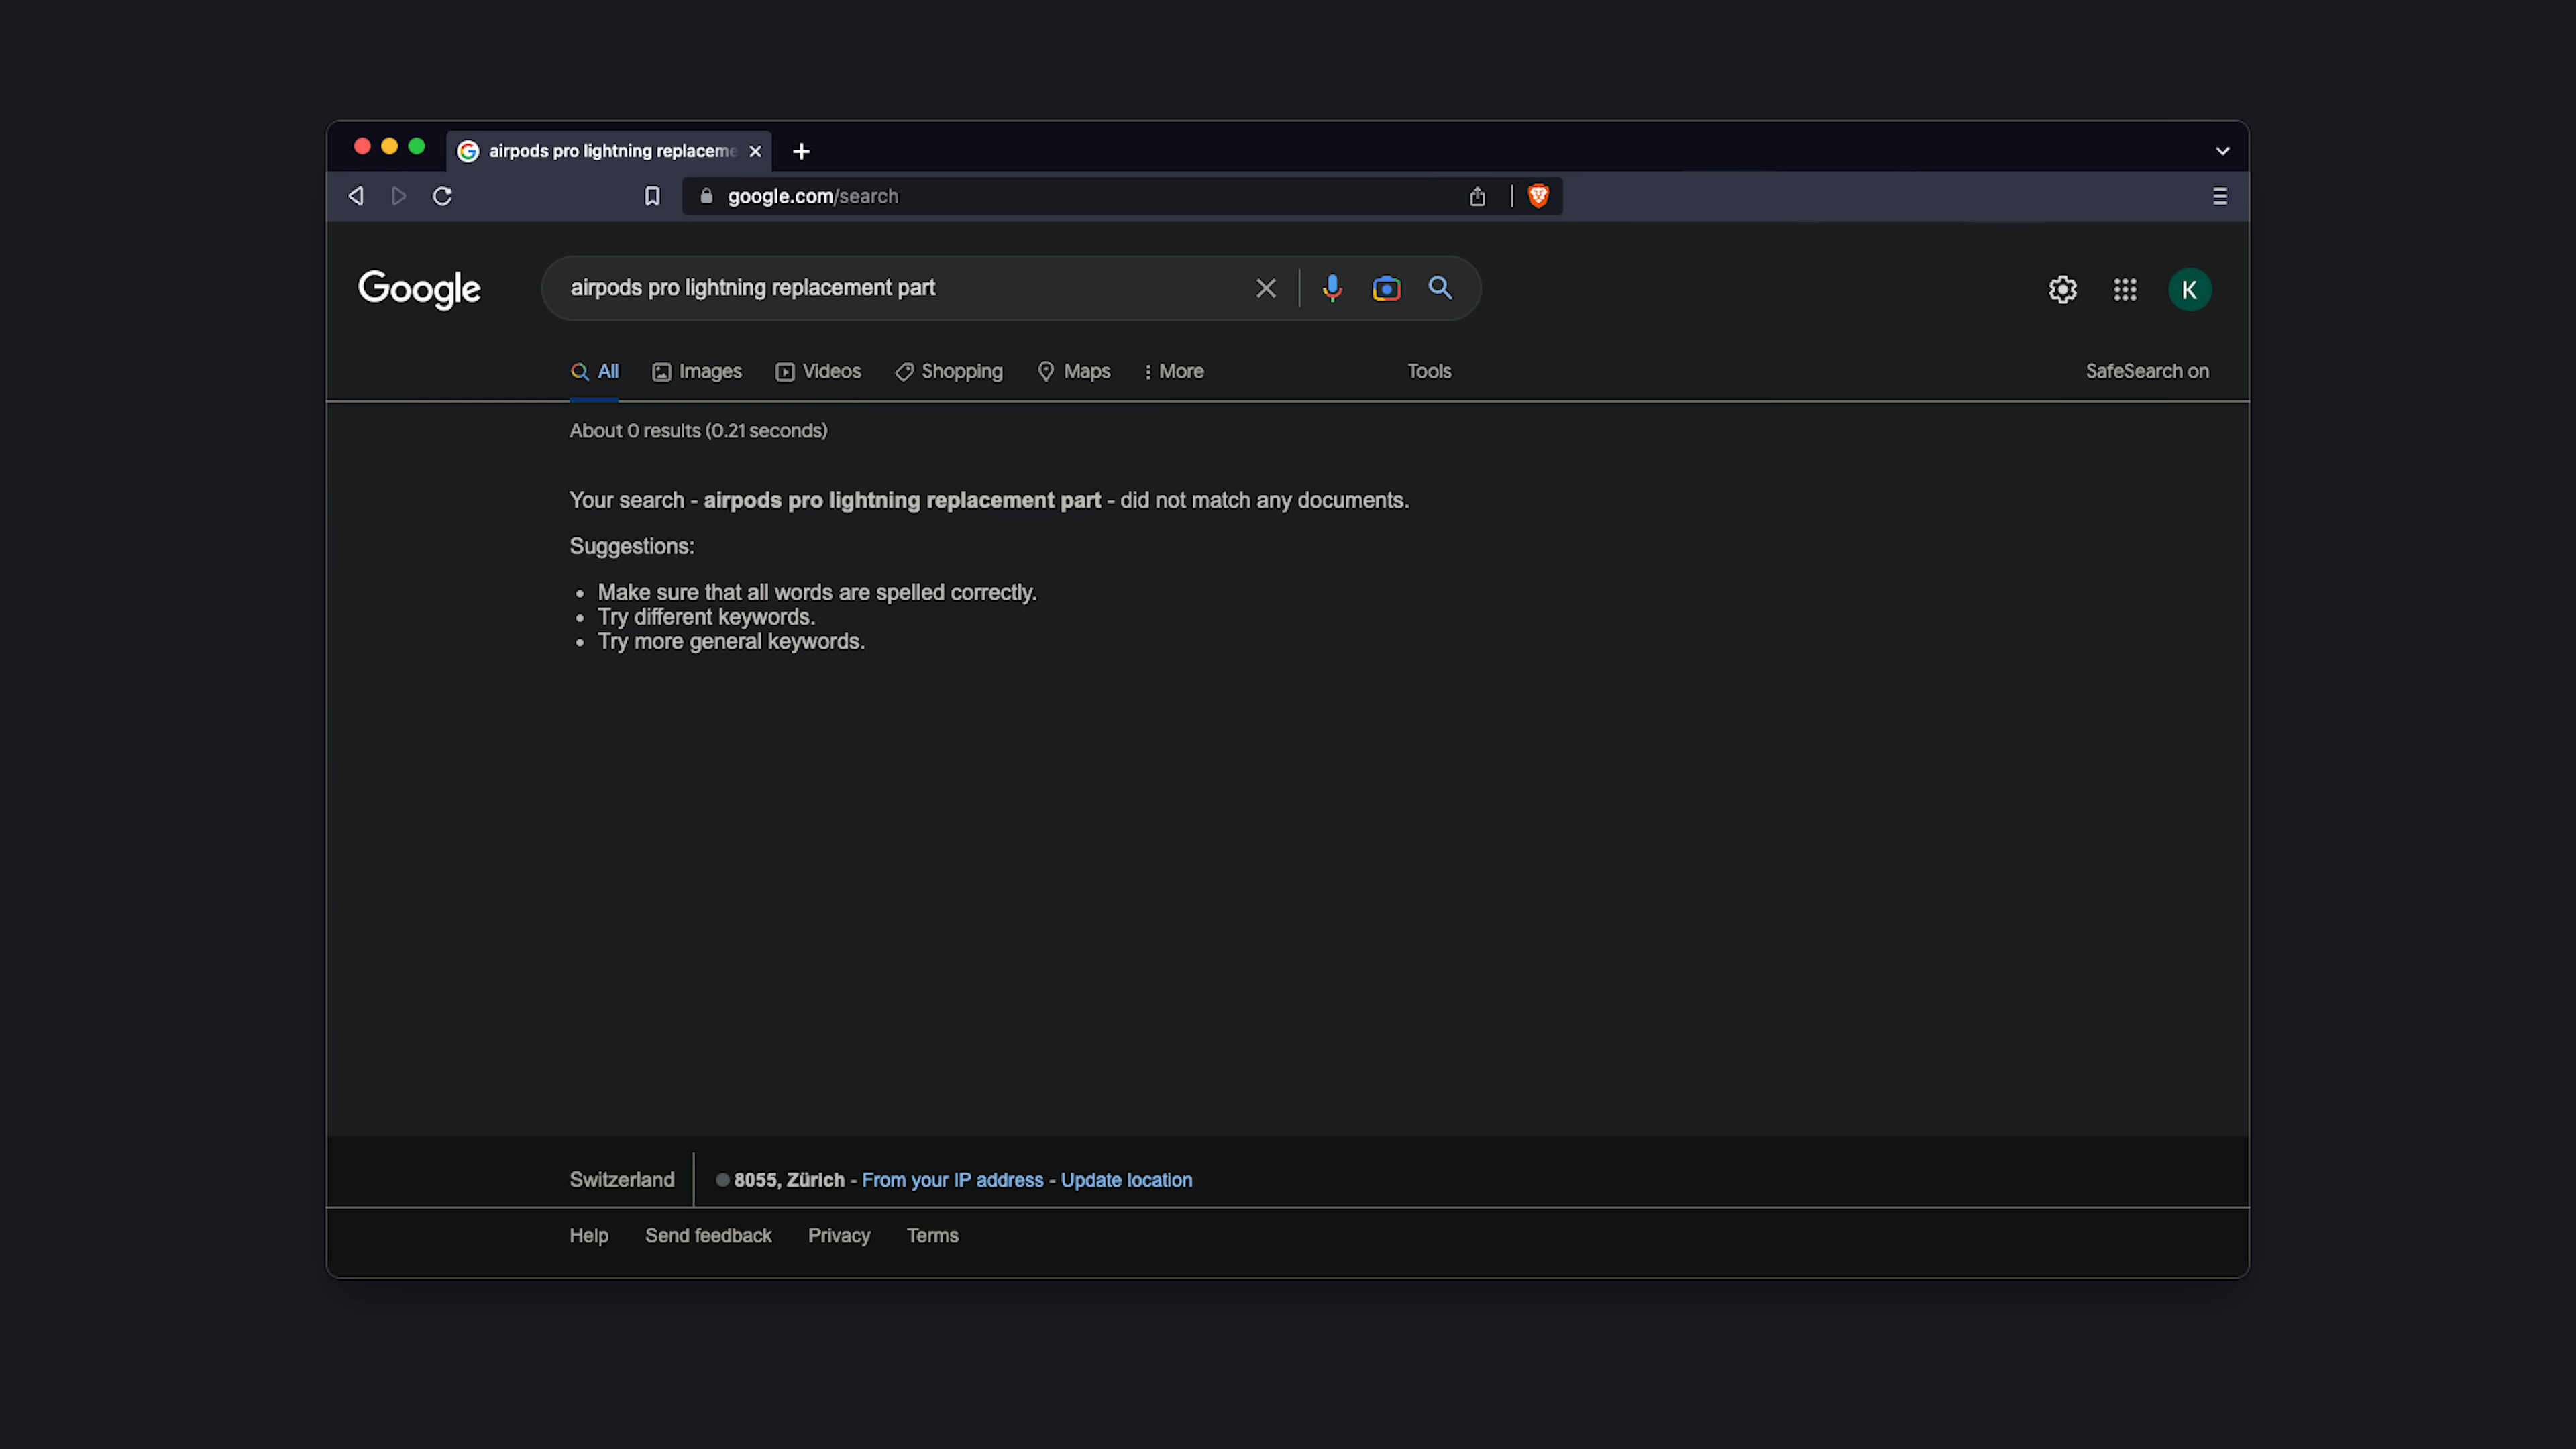 airpods pro lightning replaceme
google.com/search
Google
airpods pro lightning replacement part
K
All Images Videos Shopping Maps More Tools SafeSearch on
About 0 results (0.21 seconds)
Your search - airpods pro lightning replacement part - did not match any documents.
Suggestions:
• Make sure that all words are spelled correctly.
• Try different keywords.
• Try more general keywords.
Switzerland 8055, Zürich - From your IP address - Update location
Help Send feedback Privacy Terms